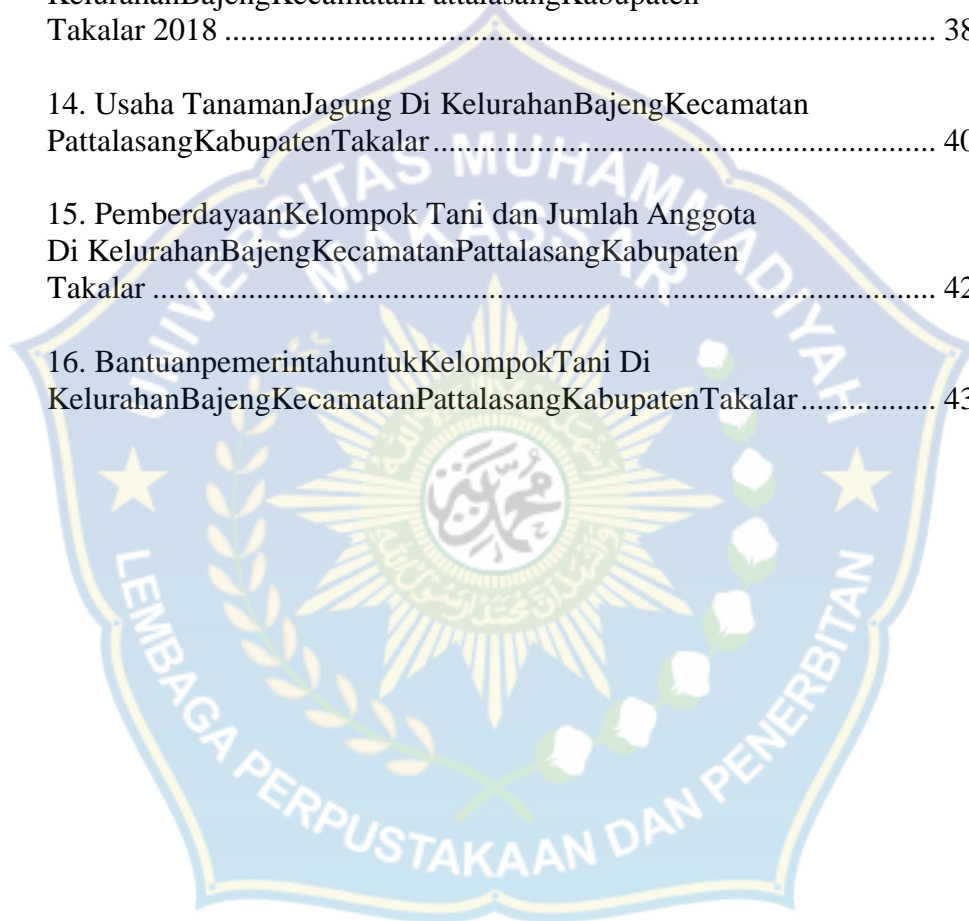 KelurahanBajengKecamatanPattalasangKabupaten
Takalar 2018 ........................................................................................ 38
14. Usaha TanamanJagung Di KelurahanBajengKecamatan
PattalasangKabupatenTakalar .............................................................. 40
15. PemberdayaanKelompok Tani dan Jumlah Anggota
Di KelurahanBajengKecamatanPattalasangKabupaten
Takalar ................................................................................................. 42
16. BantuanpemerintahuntukKelompokTani Di
KelurahanBajengKecamatanPattalasangKabupatenTakalar ................. 43
UNIVERSITAS MUHAMMADIYAH
MAKASSAR
LEMBAGA PERPUSTAKAAN DAN PENERBITAN